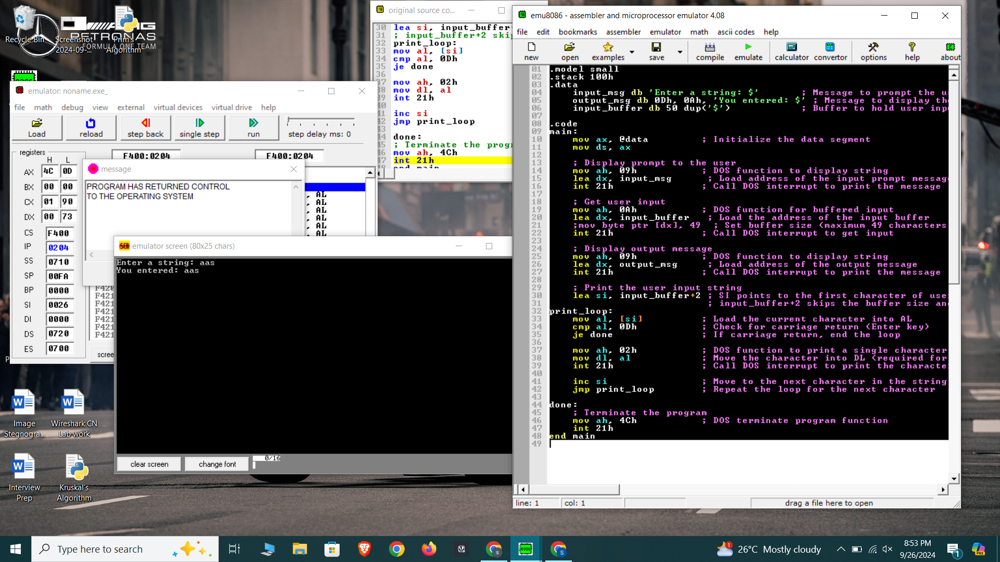 Recycle Bin
Screenshot
2024-09-...
Prim's
Algorithm
AMG
PETRONAS
FORMULA ONE TEAM
emulator: noname.exe_
file math debug view external virtual devices virtual drive help
Load reload step back single step run step delay ms: 0
registers
F400:0204 F400:0204
H L
AX 4C 0D
BX 00 00
CX 01 90
DX 00 73
CS F400
IP 0204
SS 0710
SP 00FA
BP 0000
SI 0026
DI 0000
DS 0720
ES 0700
message
PROGRAM HAS RETURNED CONTROL
TO THE OPERATING SYSTEM
, AL
, AL
, AL
, AL
, AL
, AL
F420
F421
F421
F421
F421
F421
F421
scree
emulator screen (80x25 chars)
Enter a string: aas
You entered: aas
clear screen change font 0/16
original source co...
30 lea si, input_buffer+
31 ; input_buffer+2 skip
32 print_loop:
33 mov al, [si]
34 cmp al, 0Dh
35 je done
37 mov ah, 02h
38 mov dl, al
39 int 21h
41 inc si
42 jmp print_loop
43
44 done:
45 ; Terminate the progr
46 mov ah, 4Ch
47 int 21h
emu8086 - assembler and microprocessor emulator 4.08
file edit bookmarks assembler emulator math ascii codes help
new open examples save compile emulate calculator convertor options help about
01 .model small
02 .stack 100h
03 .data
04 input_msg db 'Enter a string: $' ; Message to prompt the u
05 output_msg db 0Dh, 0Ah, 'You entered: $' ; Message to display th
06 input_buffer db 50 dup('$') ; Buffer to hold user inp
07
08 .code
09 main:
10 mov ax, @data ; Initialize the data segment
11 mov ds, ax
12
13 ; Display prompt to the user
14 mov ah, 09h ; DOS function to display string
15 lea dx, input_msg ; Load address of the input prompt messag
16 int 21h ; Call DOS interrupt to print the message
17
18 ; Get user input
19 mov ah, 0Ah ; DOS function for buffered input
20 lea dx, input_buffer ; Load the address of the input buffer
21 ;mov byte ptr [dx], 49 ; Set buffer size (maximum 49 characters
22 int 21h ; Call DOS interrupt to get input
23
24 ; Display output message
25 mov ah, 09h ; DOS function to display string
26 lea dx, output_msg ; Load address of the output message
27 int 21h ; Call DOS interrupt to print the message
28
29 ; Print the user input string
30 lea si, input_buffer+2 ; SI points to the first character of use
31 ; input_buffer+2 skips the buffer size an
32 print_loop:
33 mov al, [si] ; Load the current character into AL
34 cmp al, 0Dh ; Check for carriage return (Enter key)
35 je done ; If carriage return, end the loop
36
37 mov ah, 02h ; DOS function to print a single character
38 mov dl, al ; Move the character into DL (required for
39 int 21h ; Call DOS interrupt to print the characte
40
41 inc si ; Move to the next character in the string
42 jmp print_loop ; Repeat the loop for the next character
43
44 done:
45 ; Terminate the program
46 mov ah, 4Ch ; DOS terminate program function
47 int 21h
48 end main
49
line: 1 col: 1 drag a file here to open
Image
Stegnogra...
Wireshark CN
Lab work
Interview
Prep
Kruskal's
Algorithm
Type here to search
26°C Mostly cloudy
8:53 PM
9/26/2024
1